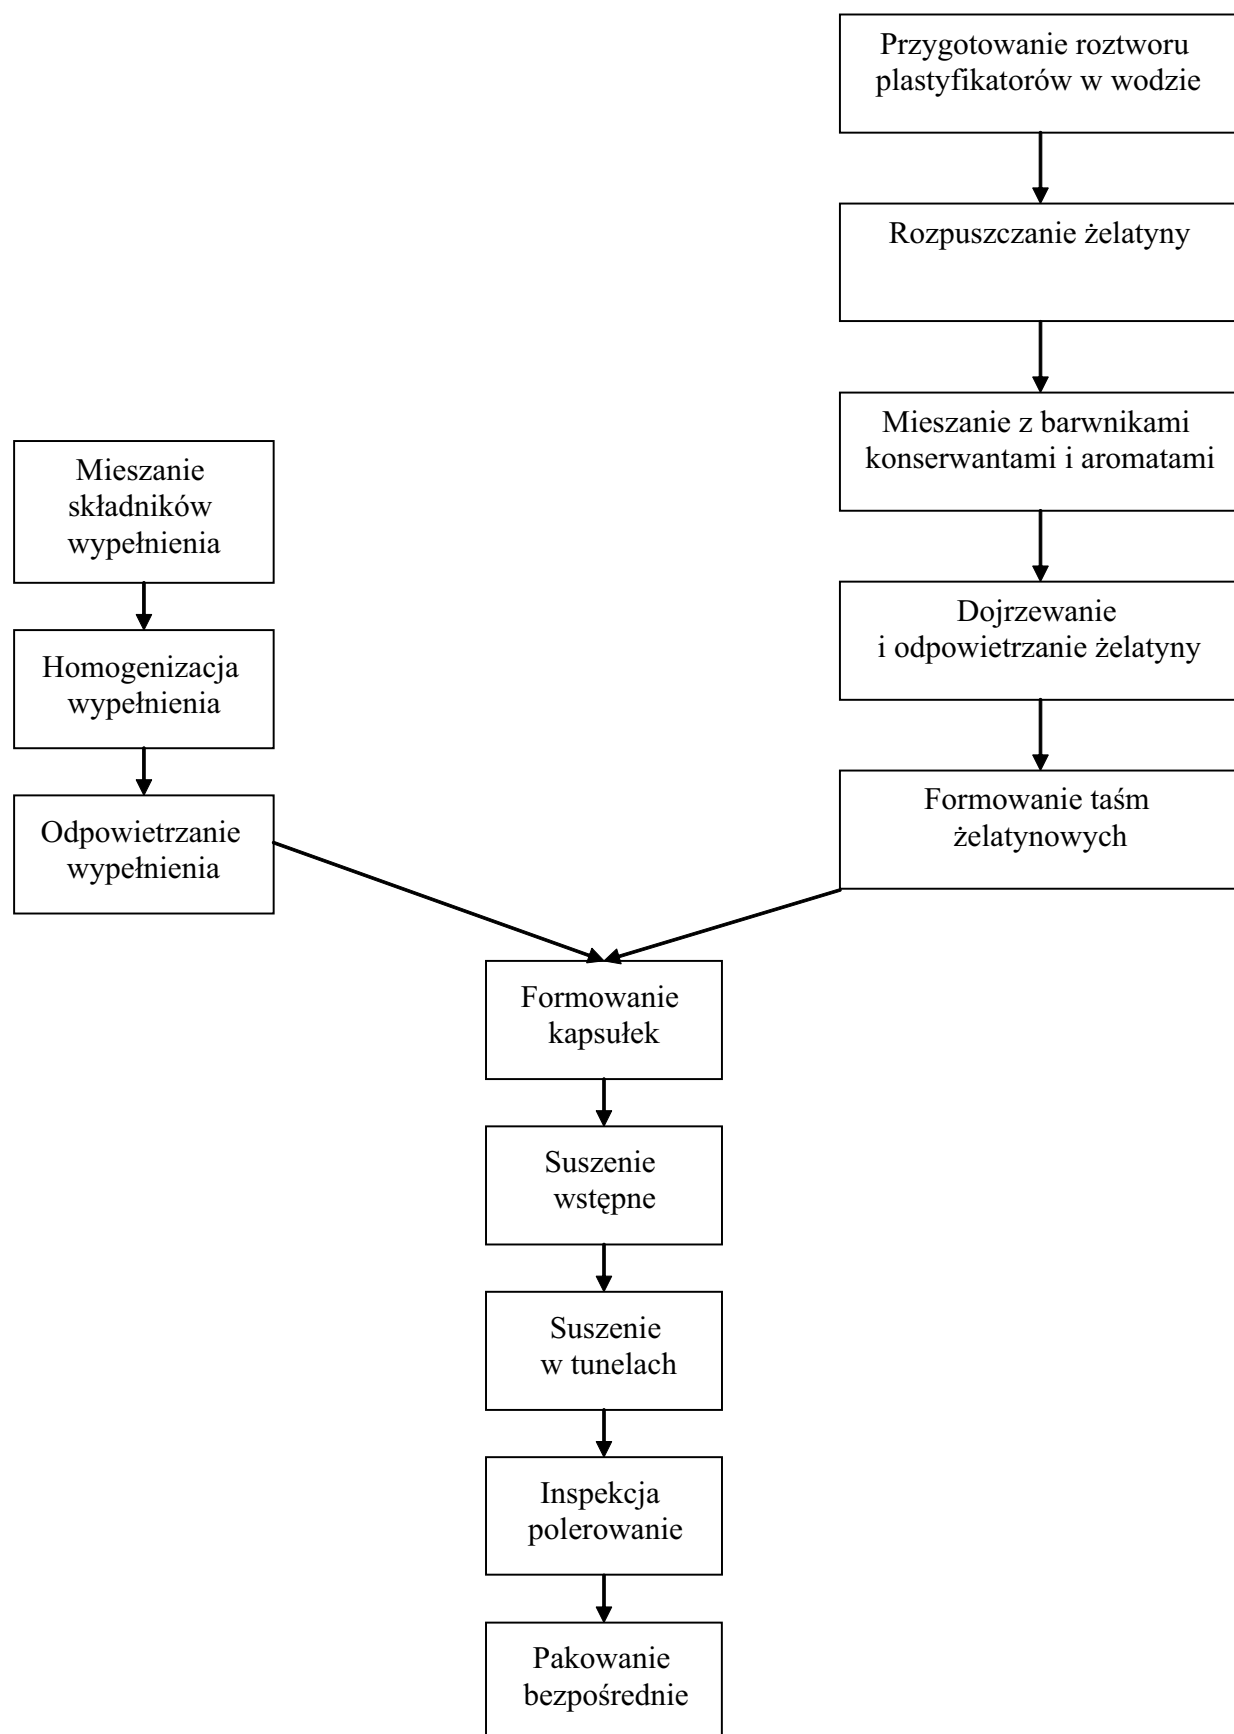 Przygotowanie roztworu
plastyfikatorów w wodzie
Rozpuszczanie żelatyny
Mieszanie z barwnikami
konserwantami i aromatami
Mieszanie
składników
wypełnienia
Dojrzewanie
i odpowietrzanie żelatyny
Homogenizacja
wypełnienia
Formowanie taśm
żelatynowych
Odpowietrzanie
wypełnienia
Formowanie
kapsułek
Suszenie
wstępne
Suszenie
w tunelach
Inspekcja
polerowanie
Pakowanie
bezpośrednie